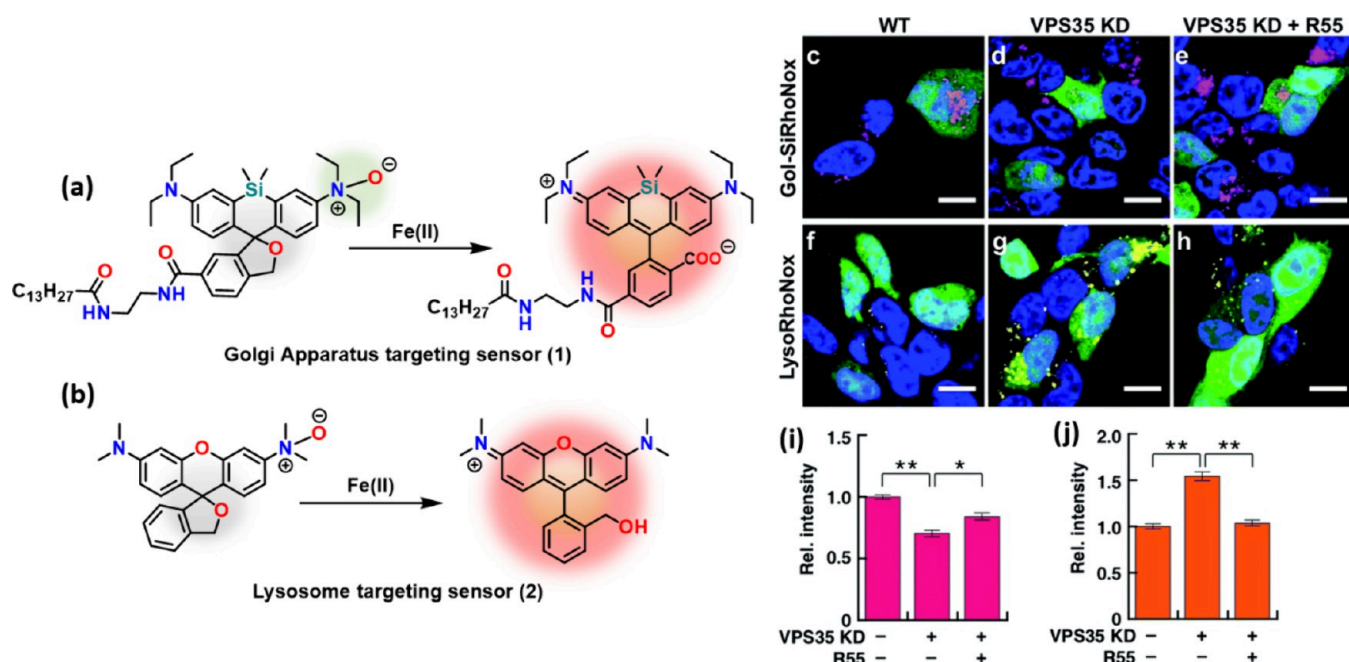 (a)
N
Si
N
O
⊖
⊕
O
O
NH
O
C13H27
HN
Fe(II)
N
⊕
Si
N
COO⊖
O
C13H27
N
H
H
N
O
Golgi Apparatus targeting sensor (1)
(b)
N
O
N
O
⊖
⊕
O
Fe(II)
N
⊕
O
N
OH
Lysosome targeting sensor (2)
WT
VPS35 KD
VPS35 KD + R55
Gol-SiRhoNox
c
d
e
LysoRhoNox
f
g
h
(i)
Rel. intensity
1.5
1.0
0.5
0
**
*
VPS35 KD
−
+
+
R55
+
(j)
Rel. intensity
2.0
1.5
1.0
0.5
0
**
**
VPS35 KD
−
+
+
R55
+